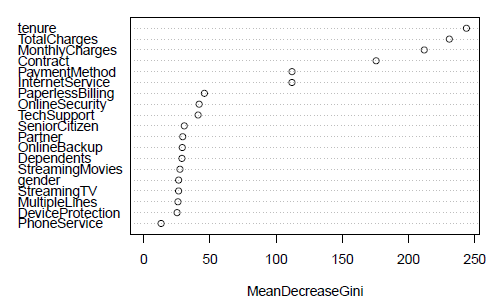 tenure
TotalCharges
MonthlyCharges
Contract
PaymentMethod
InternetService
PaperlessBilling
OnlineSecurity
TechSupport
SeniorCitizen
Partner
OnlineBackup
Dependents
StreamingMovies
gender
StreamingTV
MultipleLines
DeviceProtection
PhoneService
0 50 100 150 200 250
MeanDecreaseGini